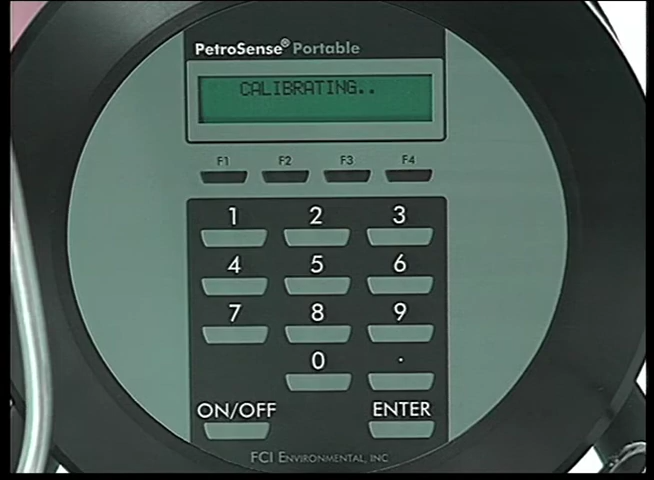 PetroSense® Portable
CALIBRATING..
F1 F2 F3 F4
1 2 3
4 5 6
7 8 9
0 .
ON/OFF ENTER
FCI ENVIRONMENTAL, INC